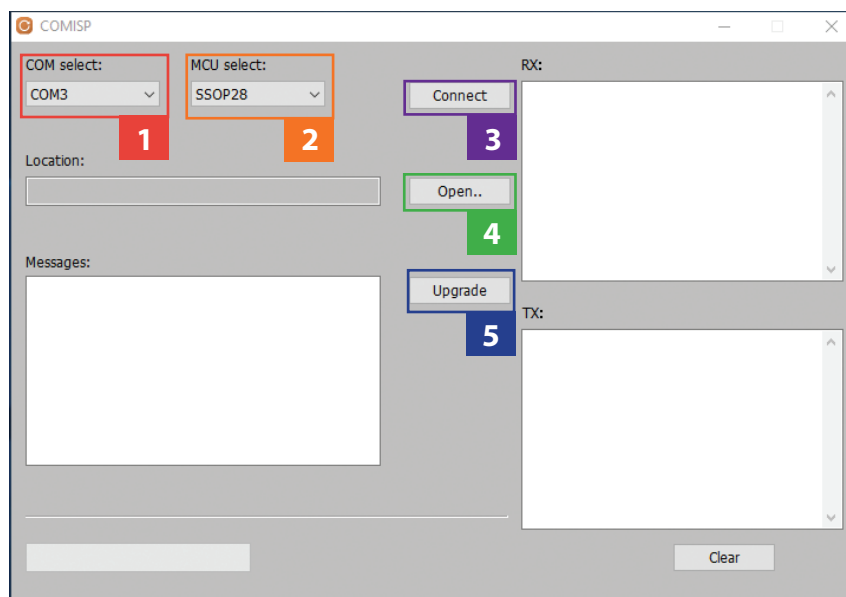 COMISP
COM select:
MCU select:
RX:
COM3
SSOP28
Connect
1
2
3
Location:
Open..
4
Messages:
Upgrade
TX:
5
Clear